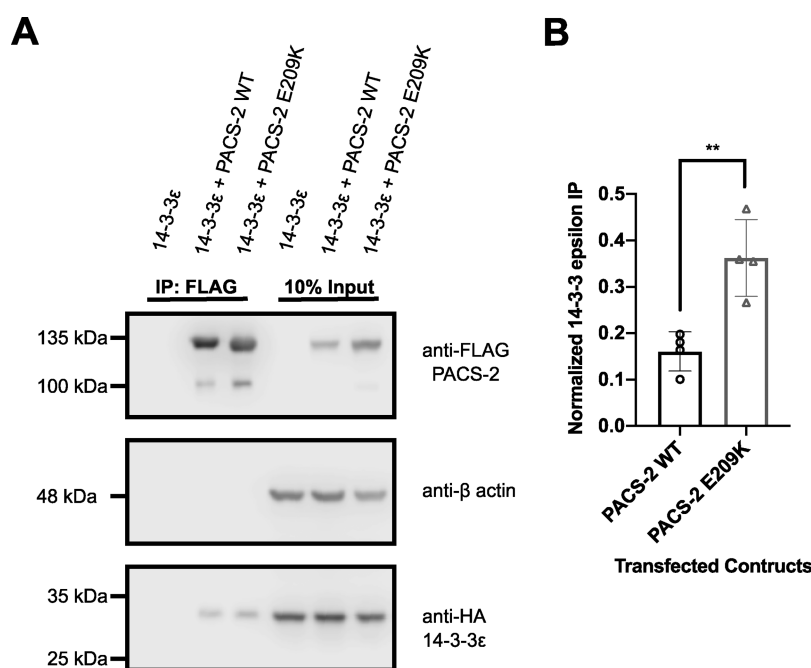 A
B
14-3-3ε
14-3-3ε + PACS-2 WT
14-3-3ε + PACS-2 E209K
14-3-3ε
14-3-3ε + PACS-2 WT
14-3-3ε + PACS-2 E209K
IP: FLAG
10% Input
135 kDa
100 kDa
anti-FLAG
PACS-2
48 kDa
anti-β actin
35 kDa
25 kDa
anti-HA
14-3-3ε
**
Normalized 14-3-3 epsilon IP
0.5
0.4
0.3
0.2
0.1
0.0
PACS-2 WT
PACS-2 E209K
Transfected Contructs